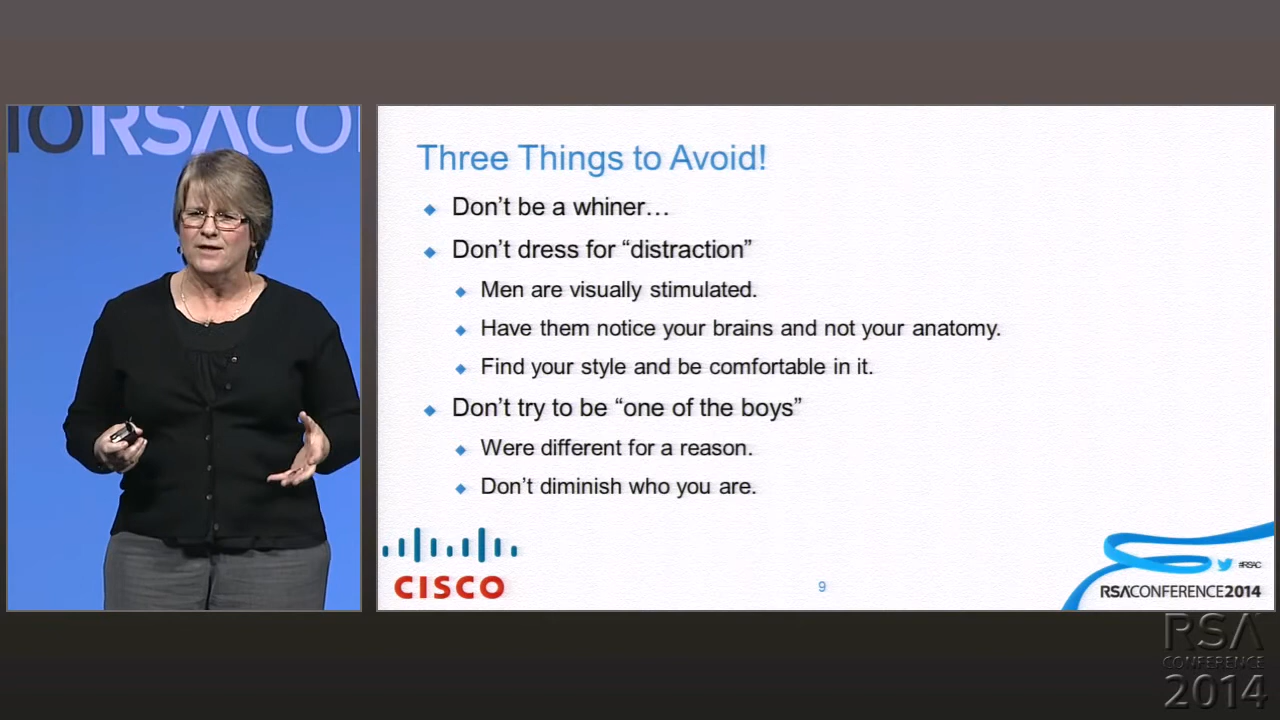 IO RSACO
Three Things to Avoid!
Don't be a whiner…
Don't dress for “distraction”
Men are visually stimulated.
Have them notice your brains and not your anatomy.
Find your style and be comfortable in it.
Don't try to be “one of the boys”
Were different for a reason.
Don't diminish who you are.
CISCO
9
#RSAC
RSACONFERENCE2014
RSA
CONFERENCE
2014